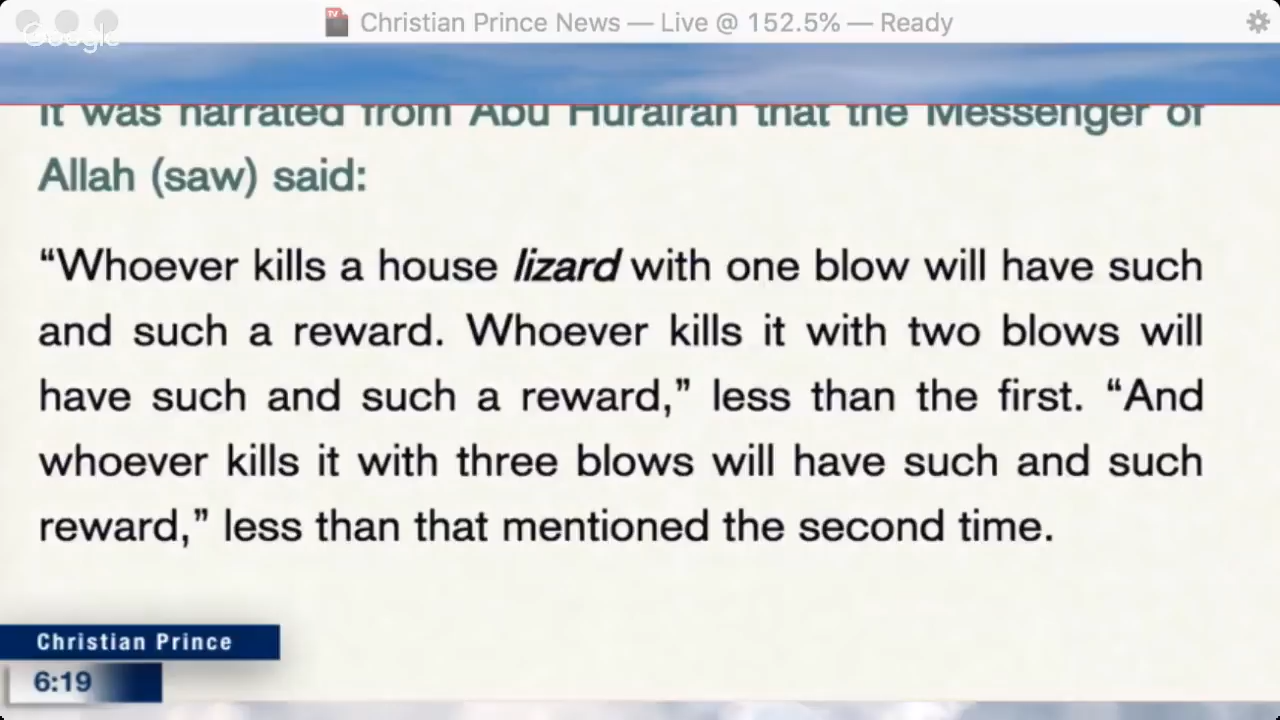 Christian Prince News — Live @ 152.5% — Ready
Google
It was narrated from Abu Hurairah that the Messenger of
Allah (saw) said:
“Whoever kills a house lizard with one blow will have such
and such a reward. Whoever kills it with two blows will
have such and such a reward,” less than the first. “And
whoever kills it with three blows will have such and such
reward,” less than that mentioned the second time.
Christian Prince
6:19